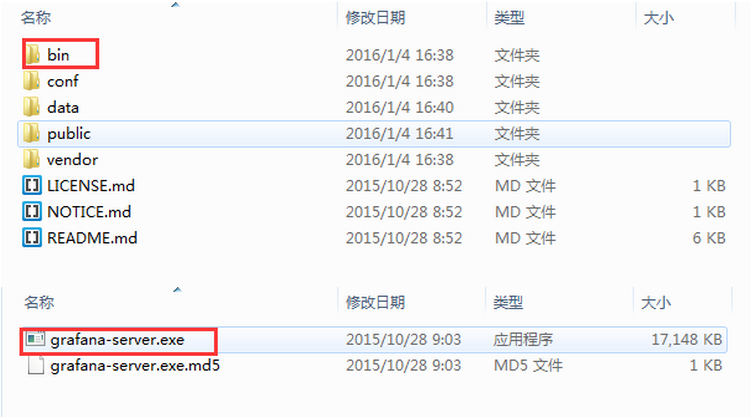 名称 修改日期 类型 大小
bin 2016/1/4 16:38 文件夹
conf 2016/1/4 16:38 文件夹
data 2016/1/4 16:40 文件夹
public 2016/1/4 16:41 文件夹
vendor 2016/1/4 16:38 文件夹
LICENSE.md 2015/10/28 8:52 MD 文件 1 KB
NOTICE.md 2015/10/28 8:52 MD 文件 1 KB
README.md 2015/10/28 8:52 MD 文件 6 KB
名称 修改日期 类型 大小
grafana-server.exe 2015/10/28 9:03 应用程序 17,148 KB
grafana-server.exe.md5 2015/10/28 9:03 MD5 文件 1 KB